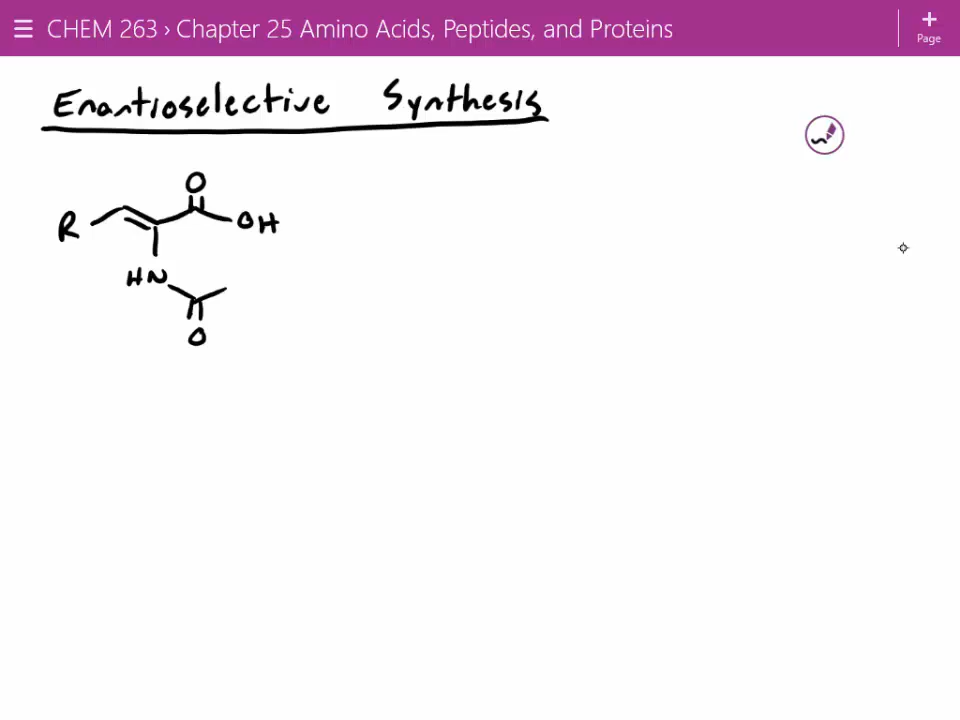 ☰ CHEM 263 › Chapter 25 Amino Acids, Peptides, and Proteins
+
Page
Enantioselective Synthesis
O
R
OH
HN
O